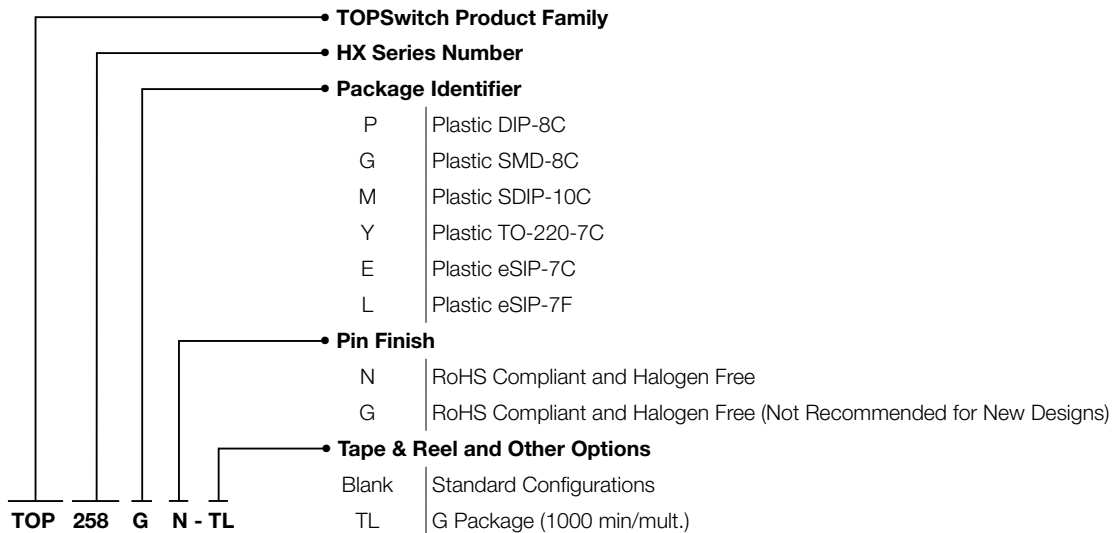 TOPSwitch Product Family
HX Series Number
Package Identifier
P Plastic DIP-8C
G Plastic SMD-8C
M Plastic SDIP-10C
Y Plastic TO-220-7C
E Plastic eSIP-7C
L Plastic eSIP-7F
Pin Finish
N RoHS Compliant and Halogen Free
G RoHS Compliant and Halogen Free (Not Recommended for New Designs)
Tape & Reel and Other Options
Blank Standard Configurations
TOP 258 G N - TL TL G Package (1000 min/mult.)